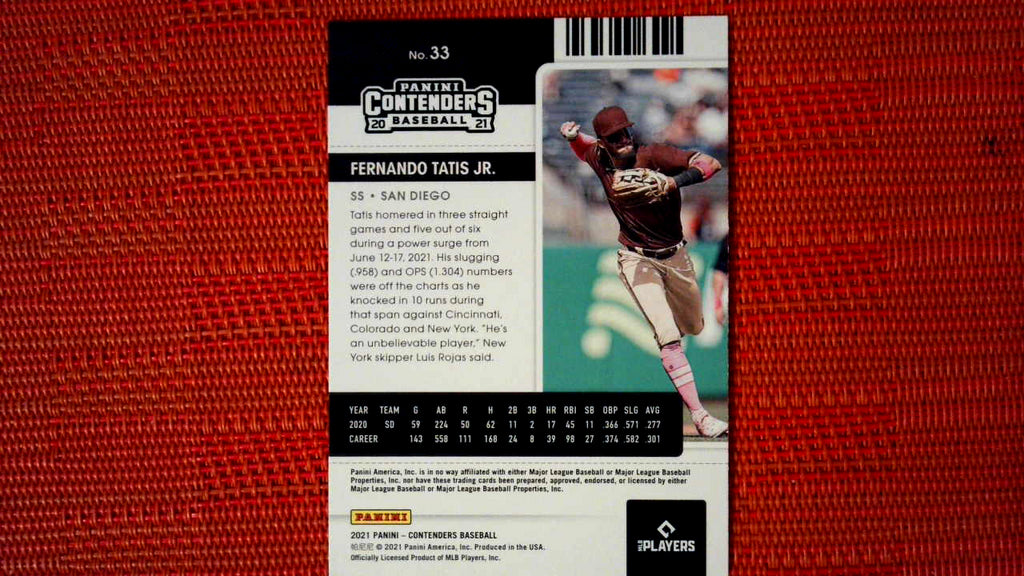 No. 33
PANINI
CONTENDERS
20 BASEBALL 21
FERNANDO TATIS JR.
SS • SAN DIEGO
Tatis homered in three straight
games and five out of six
during a power surge from
June 12-17, 2021. His slugging
(.958) and OPS (1.304) numbers
were off the charts as he
knocked in 10 runs during
that span against Cincinnati,
Colorado and New York. "He's
an unbelievable player," New
York skipper Luis Rojas said.
YEAR TEAM G AB R H 2B 3B HR RBI SB OBP SLG AVG
2020 SD 59 224 50 62 11 2 17 45 11 .366 .571 .277
CAREER 143 558 111 168 24 8 39 98 27 .374 .582 .301
Panini America, Inc. is in no way affiliated with either Major League Baseball or Major League Baseball
Properties, Inc. nor have these trading cards been prepared, approved, endorsed, or licensed by either
Major League Baseball or Major League Baseball Properties, Inc.
PANINI
2021 PANINI – CONTENDERS BASEBALL
帕尼尼 © 2021 Panini America, Inc. Produced in the USA.
Officially Licensed Product of MLB Players, Inc.
MLB PLAYERS